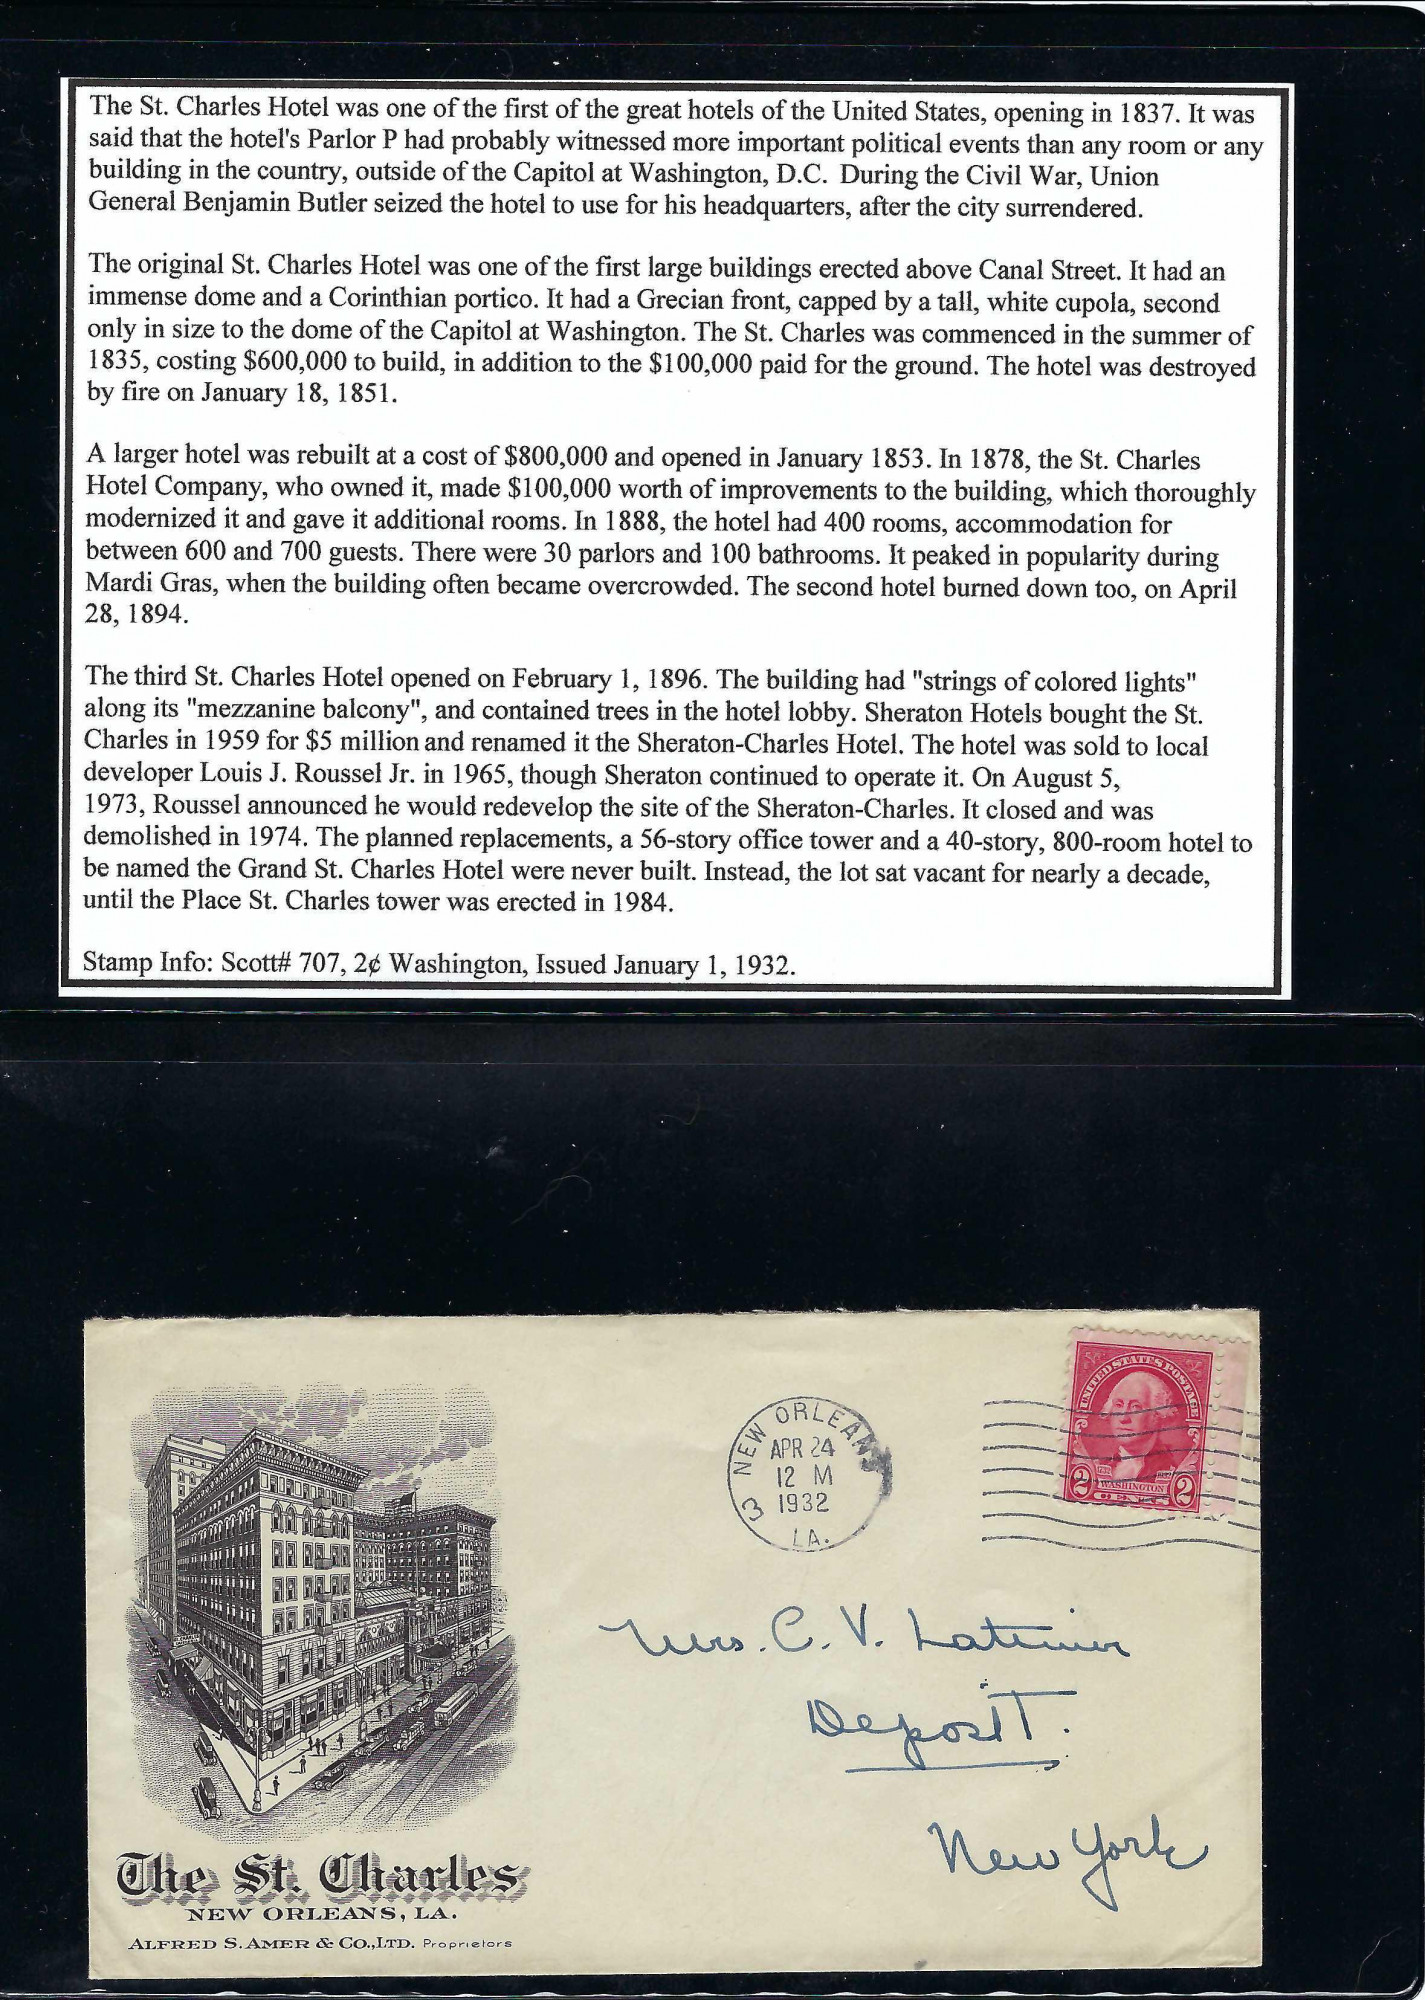 The St. Charles Hotel was one of the first of the great hotels of the United States, opening in 1837. It was
said that the hotel's Parlor P had probably witnessed more important political events than any room or any
building in the country, outside of the Capitol at Washington, D.C. During the Civil War, Union
General Benjamin Butler seized the hotel to use for his headquarters, after the city surrendered.
The original St. Charles Hotel was one of the first large buildings erected above Canal Street. It had an
immense dome and a Corinthian portico. It had a Grecian front, capped by a tall, white cupola, second
only in size to the dome of the Capitol at Washington. The St. Charles was commenced in the summer of
1835, costing $600,000 to build, in addition to the $100,000 paid for the ground. The hotel was destroyed
by fire on January 18, 1851.
A larger hotel was rebuilt at a cost of $800,000 and opened in January 1853. In 1878, the St. Charles
Hotel Company, who owned it, made $100,000 worth of improvements to the building, which thoroughly
modernized it and gave it additional rooms. In 1888, the hotel had 400 rooms, accommodation for
between 600 and 700 guests. There were 30 parlors and 100 bathrooms. It peaked in popularity during
Mardi Gras, when the building often became overcrowded. The second hotel burned down too, on April
28, 1894.
The third St. Charles Hotel opened on February 1, 1896. The building had "strings of colored lights"
along its "mezzanine balcony", and contained trees in the hotel lobby. Sheraton Hotels bought the St.
Charles in 1959 for $5 million and renamed it the Sheraton-Charles Hotel. The hotel was sold to local
developer Louis J. Roussel Jr. in 1965, though Sheraton continued to operate it. On August 5,
1973, Roussel announced he would redevelop the site of the Sheraton-Charles. It closed and was
demolished in 1974. The planned replacements, a 56-story office tower and a 40-story, 800-room hotel to
be named the Grand St. Charles Hotel were never built. Instead, the lot sat vacant for nearly a decade,
until the Place St. Charles tower was erected in 1984.
Stamp Info: Scott# 707, 2¢ Washington, Issued January 1, 1932.
UNITED STATES POSTAGE
2 WASHINGTON 2
CENTS
NEW ORLEANS
APR 24
12 M
1932
3
LA.
Mrs. C. V. Latimer
Deposit.
New York
The St. Charles
NEW ORLEANS, LA.
ALFRED S. AMER & CO., LTD. Proprietors